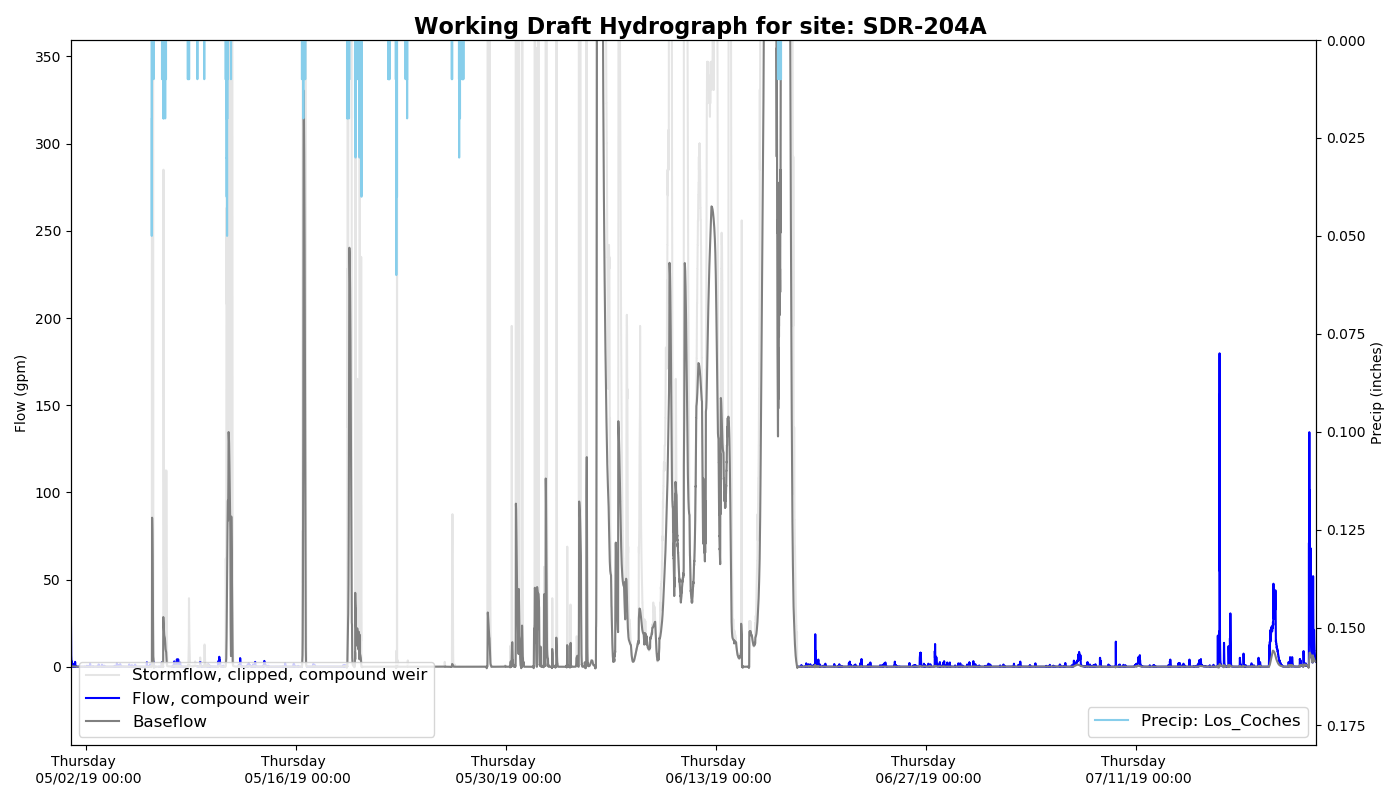 Working Draft Hydrograph for site: SDR-204A
350
300
250
200
150
100
50
0
Flow (gpm)
0.000
0.025
0.050
0.075
0.100
0.125
0.150
0.175
Precip (inches)
Stormflow, clipped, compound weir
Flow, compound weir
Baseflow
Precip: Los_Coches
Thursday
05/02/19 00:00
Thursday
05/16/19 00:00
Thursday
05/30/19 00:00
Thursday
06/13/19 00:00
Thursday
06/27/19 00:00
Thursday
07/11/19 00:00